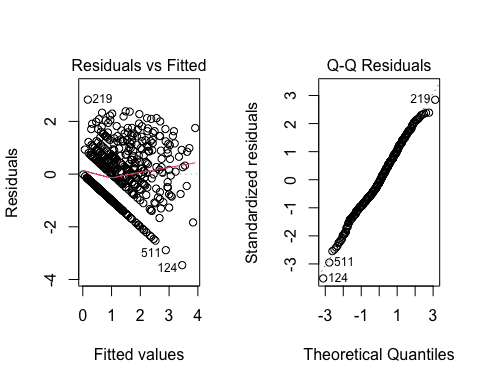 Residuals vs Fitted
Residuals
2
0
-2
-4
219
511
124
0 1 2 3 4
Fitted values
Q-Q Residuals
Standardized residuals
3
2
1
0
-1
-2
-3
219
511
124
-3 -1 1 3
Theoretical Quantiles